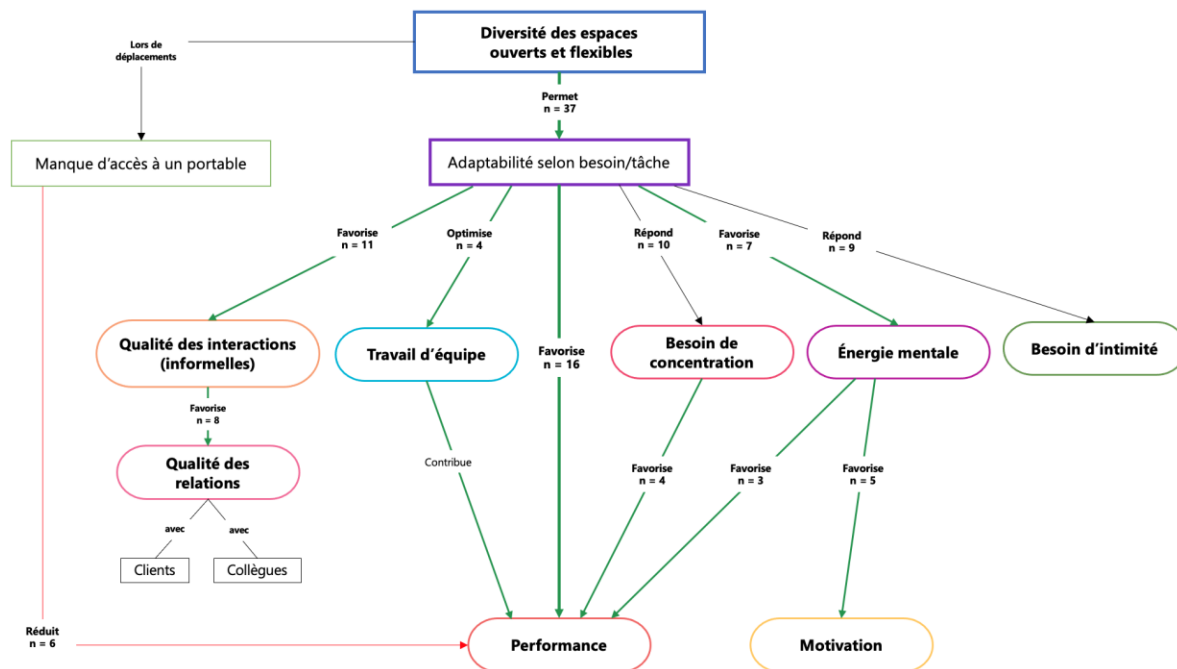 Diversité des espaces
ouverts et flexibles
Lors de
déplacements
Permet
n = 37
Manque d'accès à un portable
Adaptabilité selon besoin/tâche
Favorise
n = 11
Optimise
n = 4
Répond
n = 10
Favorise
n = 7
Répond
n = 9
Qualité des interactions
(informelles)
Travail d'équipe
Favorise
n = 16
Besoin de
concentration
Énergie mentale
Besoin d'intimité
Favorise
n = 8
Qualité des
relations
Contribue
Favorise
n = 4
Favorise
n = 3
Favorise
n = 5
avec
avec
Clients
Collègues
Réduit
n = 6
Performance
Motivation